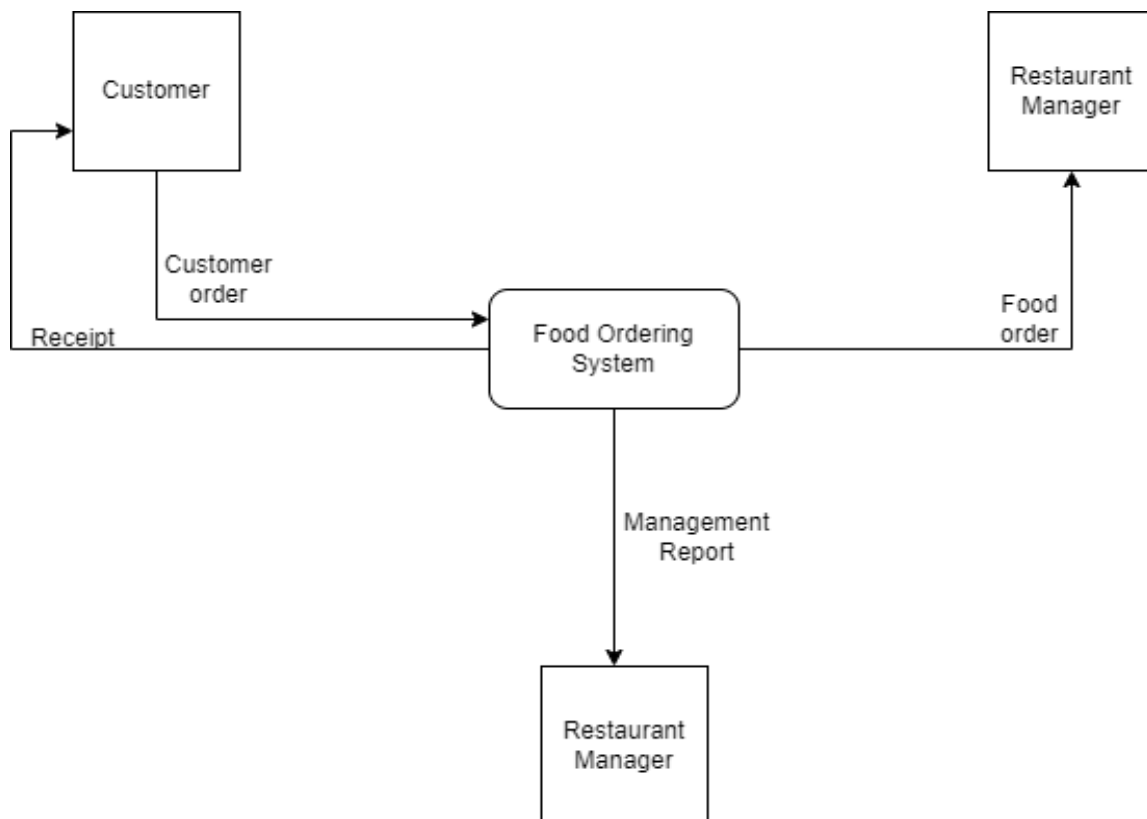 Customer
Restaurant
Manager
Customer
order
Receipt
Food Ordering
System
Food
order
Management
Report
Restaurant
Manager